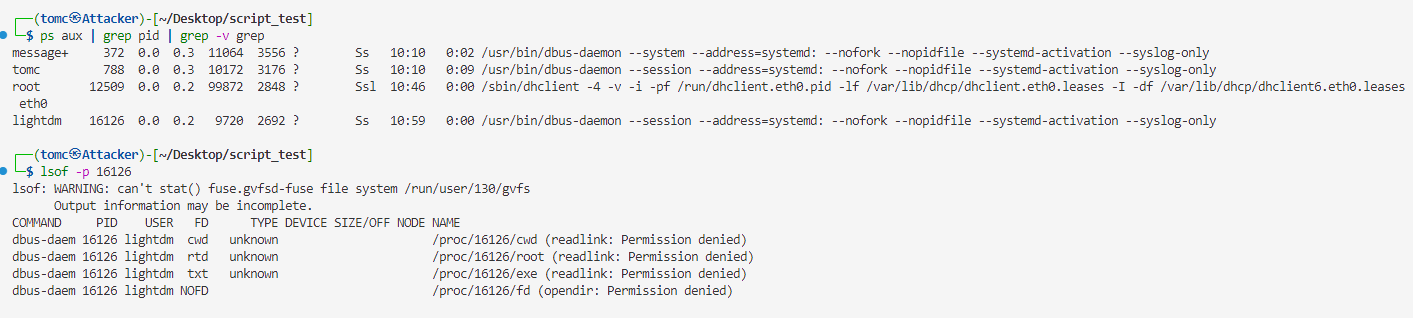 ┌──(tomc㉿Attacker)-[~/Desktop/script_test]
└─$ ps aux | grep pid | grep -v grep
message+     372  0.0  0.3  11064  3556 ?        Ss   10:10   0:02 /usr/bin/dbus-daemon --system --address=systemd: --nofork --nopidfile --systemd-activation --syslog-only
tomc         788  0.0  0.3  10172  3176 ?        Ss   10:10   0:09 /usr/bin/dbus-daemon --session --address=systemd: --nofork --nopidfile --systemd-activation --syslog-only
root       12509  0.0  0.2  99872  2848 ?        Ssl  10:46   0:00 /sbin/dhclient -4 -v -i -pf /run/dhclient.eth0.pid -lf /var/lib/dhcp/dhclient.eth0.leases -I -df /var/lib/dhcp/dhclient6.eth0.leases
 eth0
lightdm    16126  0.0  0.2   9720  2692 ?        Ss   10:59   0:00 /usr/bin/dbus-daemon --session --address=systemd: --nofork --nopidfile --systemd-activation --syslog-only
┌──(tomc㉿Attacker)-[~/Desktop/script_test]
└─$ lsof -p 16126
lsof: WARNING: can't stat() fuse.gvfsd-fuse file system /run/user/130/gvfs
      Output information may be incomplete.
COMMAND     PID    USER   FD      TYPE DEVICE SIZE/OFF NODE NAME
dbus-daem 16126 lightdm  cwd   unknown                      /proc/16126/cwd (readlink: Permission denied)
dbus-daem 16126 lightdm  rtd   unknown                      /proc/16126/root (readlink: Permission denied)
dbus-daem 16126 lightdm  txt   unknown                      /proc/16126/exe (readlink: Permission denied)
dbus-daem 16126 lightdm NOFD                                /proc/16126/fd (opendir: Permission denied)